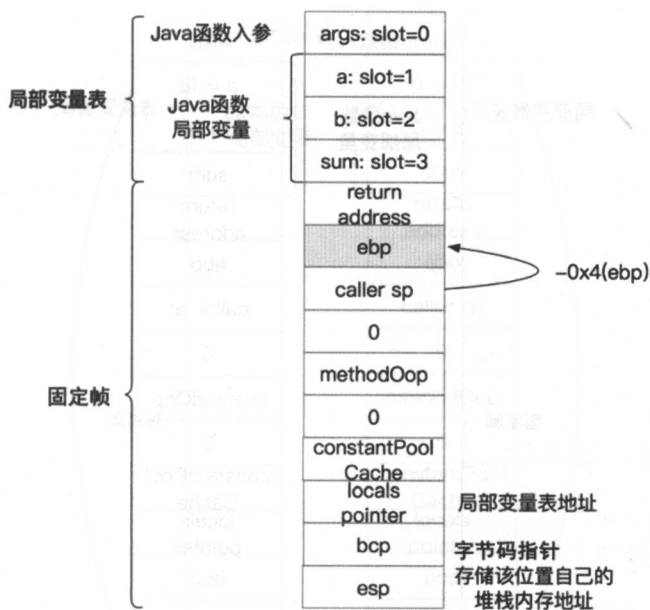 Java函数入参
args: slot=0
局部变量表
Java函数
局部变量
a: slot=1
b: slot=2
sum: slot=3
固定帧
return
address
ebp
-0x4(ebp)
caller sp
0
methodOop
0
constantPool
Cache
locals
pointer
局部变量表地址
bcp
字节码指针
esp
存储该位置自己的
堆栈内存地址